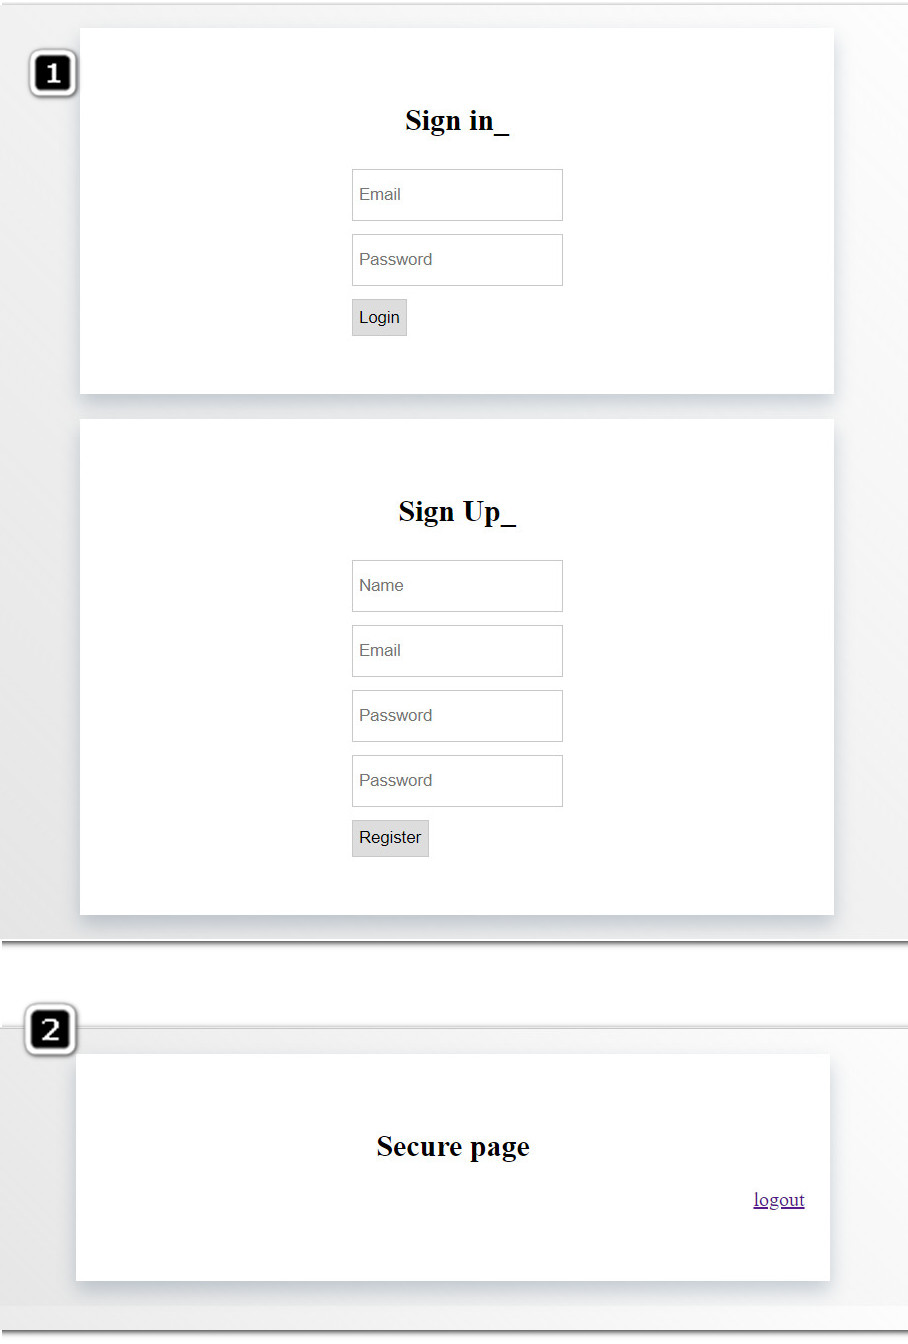 1
Sign in_
Email
Password
Login
Sign Up_
Name
Email
Password
Password
Register
2
Secure page
logout